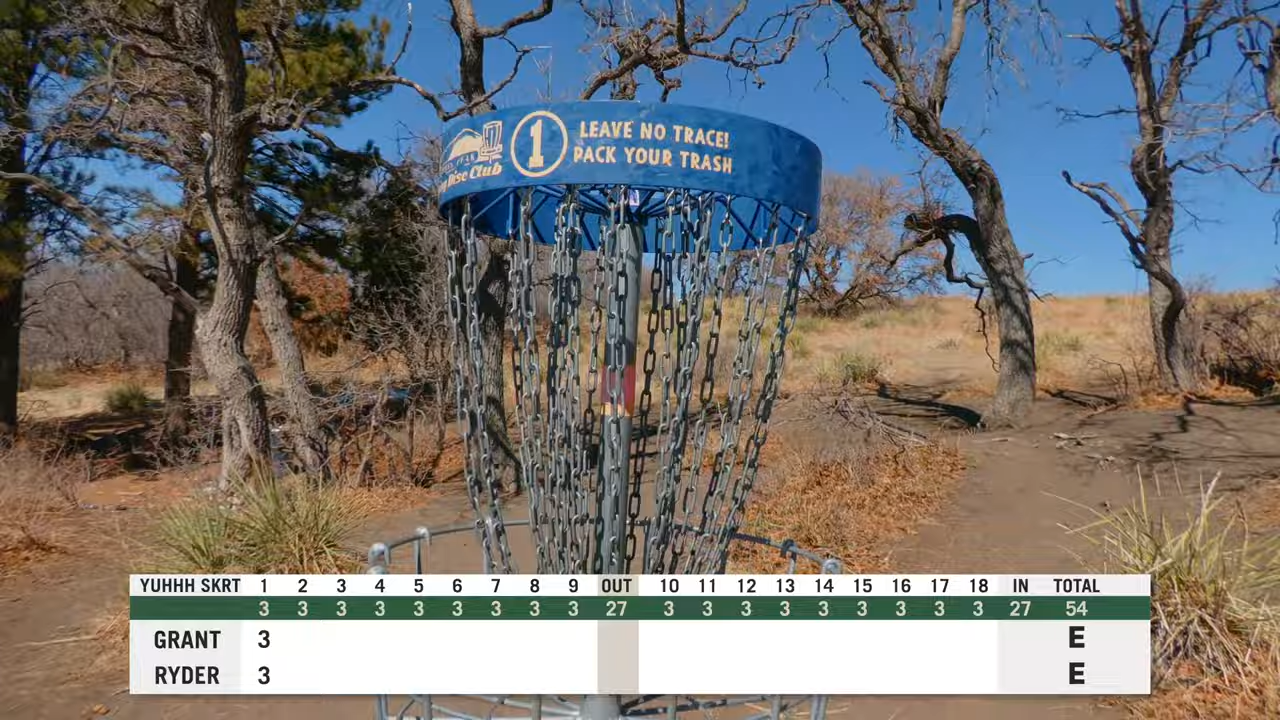 1
LEAVE NO TRACE!
PACK YOUR TRASH
Disc Club
YUHHH SKRT 1 2 3 4 5 6 7 8 9 OUT 10 11 12 13 14 15 16 17 18 IN TOTAL
3 3 3 3 3 3 3 3 3 27 3 3 3 3 3 3 3 3 3 27 54
GRANT 3 E
RYDER 3 E